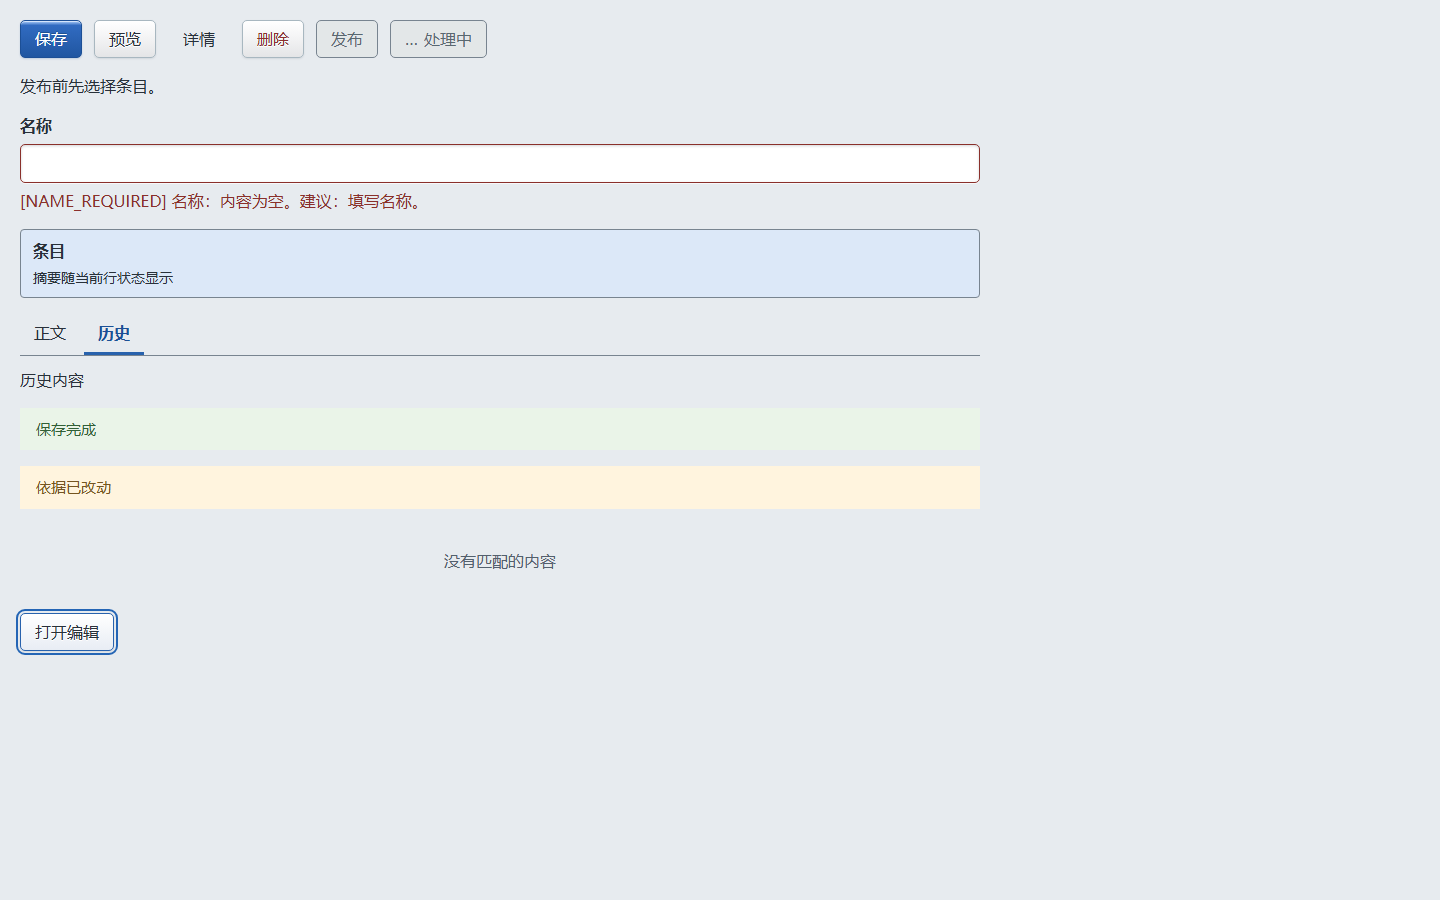 保存 预览 详情 删除 发布 ... 处理中
发布前先选择条目。
名称
[NAME_REQUIRED] 名称：内容为空。建议：填写名称。
条目
摘要随当前行状态显示
正文 历史
历史内容
保存完成
依据已改动
没有匹配的内容
打开编辑